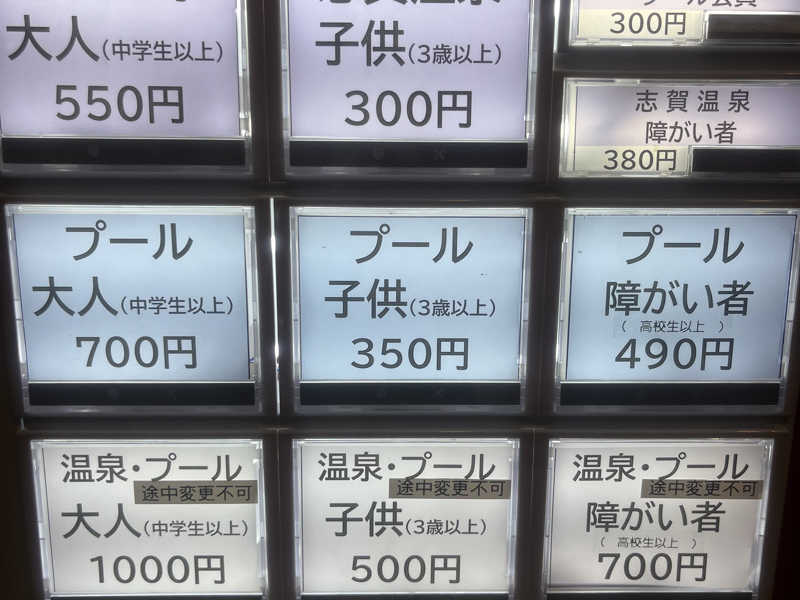 大人(中学生以上)
550円
子供(3歳以上)
300円
300円
志賀温泉
障がい者
380円
プール
大人(中学生以上)
700円
プール
子供(3歳以上)
350円
プール
障がい者
(高校生以上)
490円
温泉・プール
途中変更不可
大人(中学生以上)
1000円
温泉・プール
途中変更不可
子供(3歳以上)
500円
温泉・プール
途中変更不可
障がい者
(高校生以上)
700円